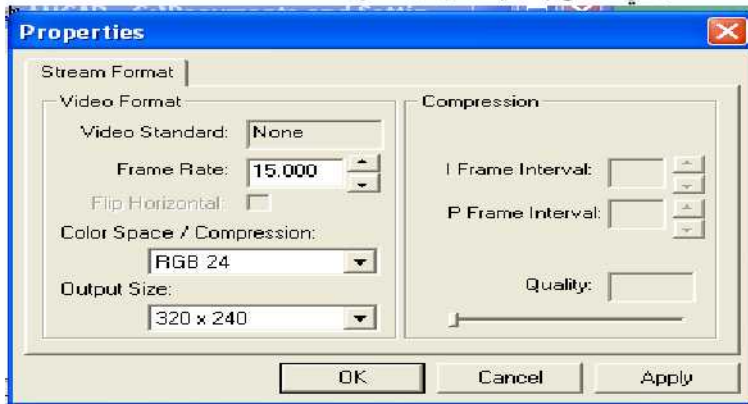 Properties
Stream Format
Video Format
Video Standard: None
Frame Rate: 15.000
Flip Horizontal:
Color Space / Compression:
RGB 24
Output Size:
320 x 240
Compression
I Frame Interval:
P Frame Interval:
Quality:
OK Cancel Apply